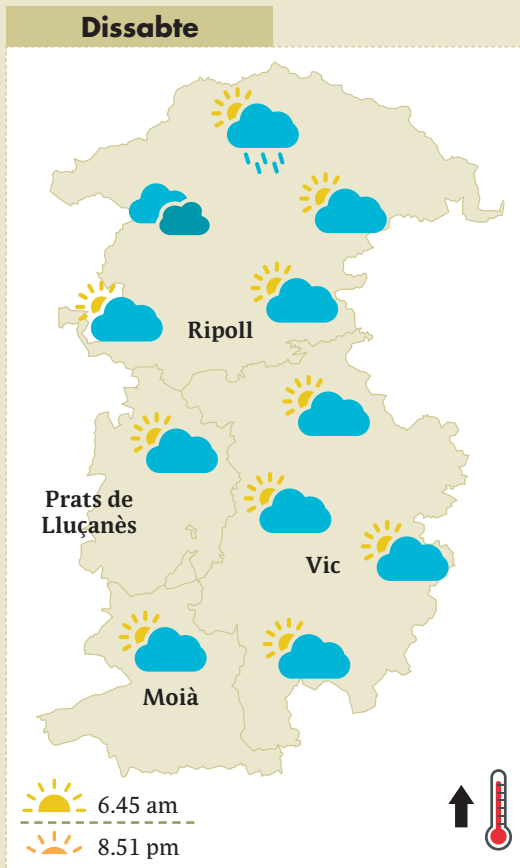 Dissabte
Ripoll
Prats de
Lluçanès
Vic
Moià
6.45 am
8.51 pm